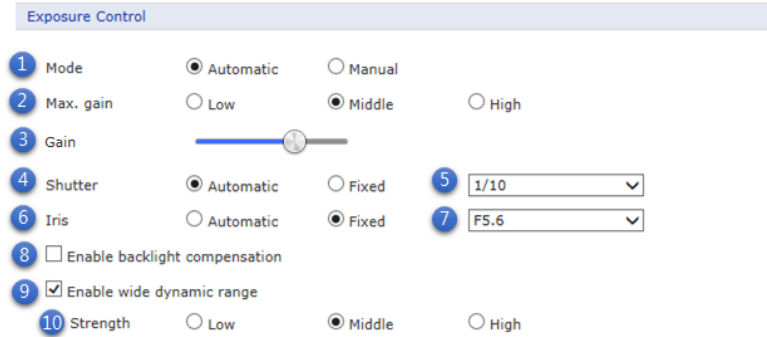 Exposure Control
1 Mode Automatic Manual
2 Max. gain Low Middle High
3 Gain
4 Shutter Automatic Fixed 5 1/10
6 Iris Automatic Fixed 7 F5.6
8 Enable backlight compensation
9 Enable wide dynamic range
10 Strength Low Middle High